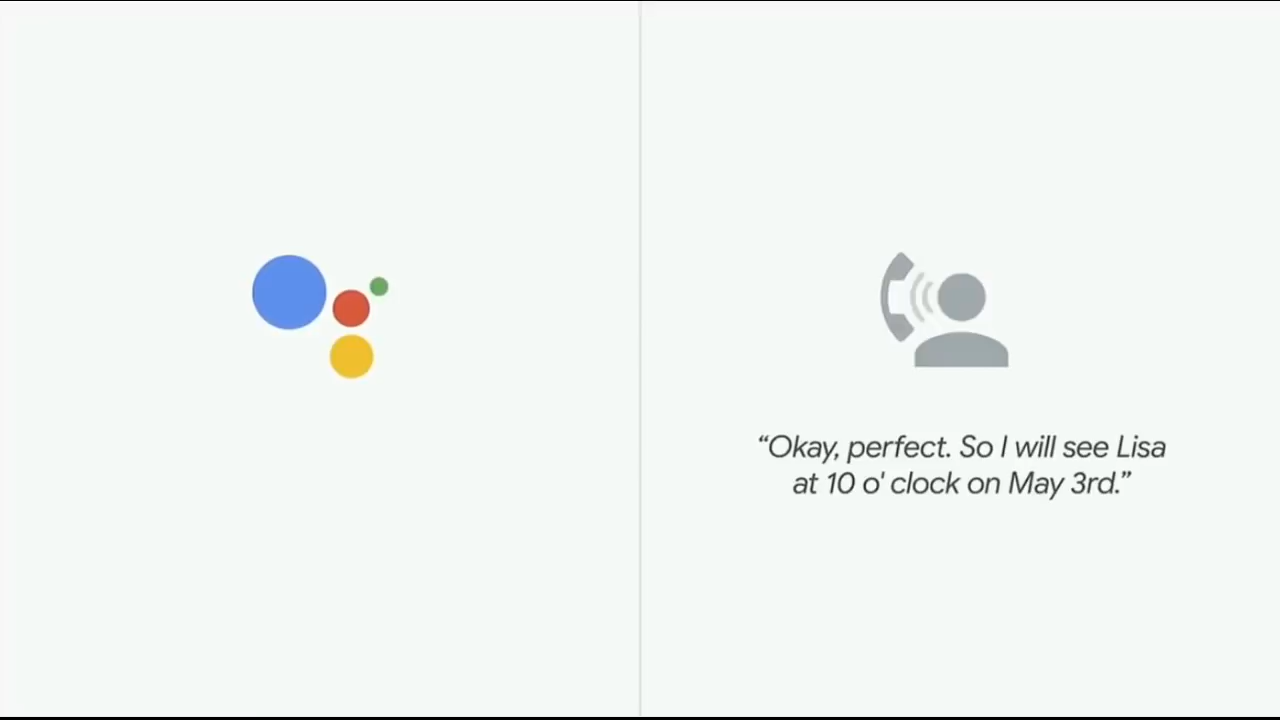 “Okay, perfect. So I will see Lisa
at 10 o' clock on May 3rd.”